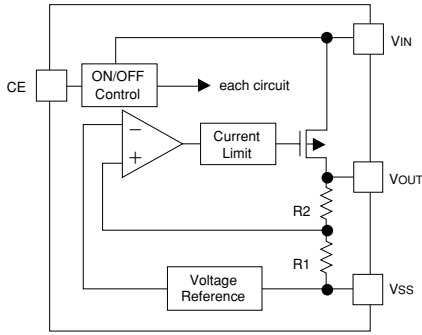 VIN
CE
ON/OFF
Control
each circuit
−
+
Current
Limit
VOUT
R2
R1
Voltage
Reference
VSS